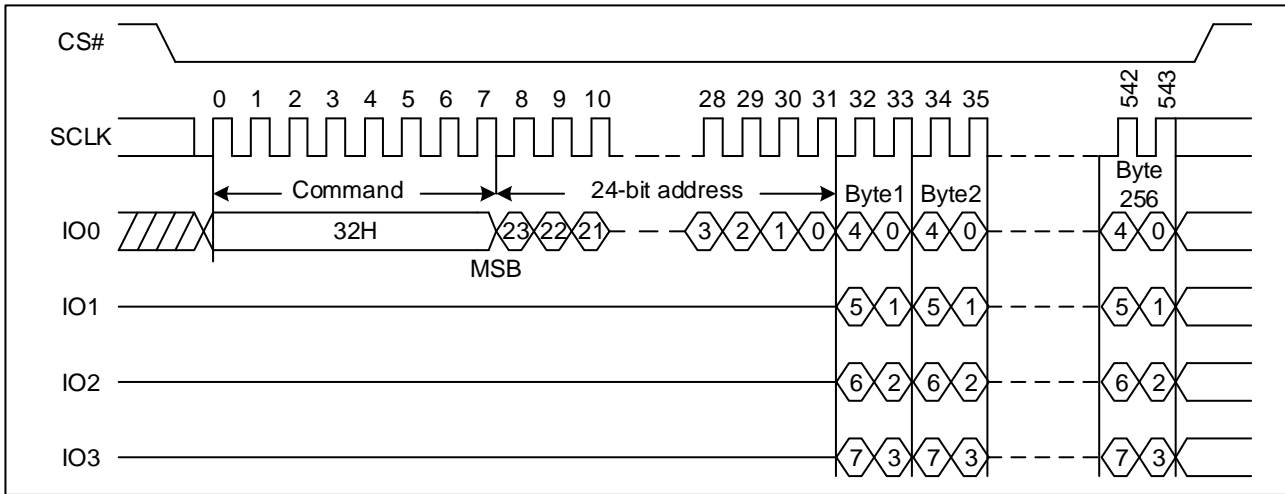 CS#
0 1 2 3 4 5 6 7 8 9 10 28 29 30 31 32 33 34 35 542 543
SCLK
Command 24-bit address Byte1 Byte2 Byte
256
IO0 32H 23 22 21 3 2 1 0 4 0 4 0 4 0
MSB
IO1 5 1 5 1 5 1
IO2 6 2 6 2 6 2
IO3 7 3 7 3 7 3